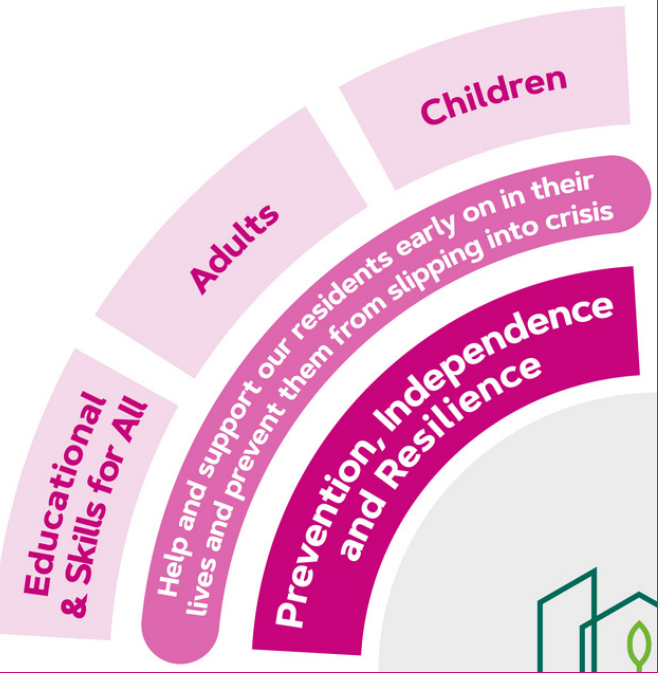 Children
Adults
Educational
& Skills for All
Help and support our residents early on in their
lives and prevent them from slipping into crisis
Prevention, Independence
and Resilience